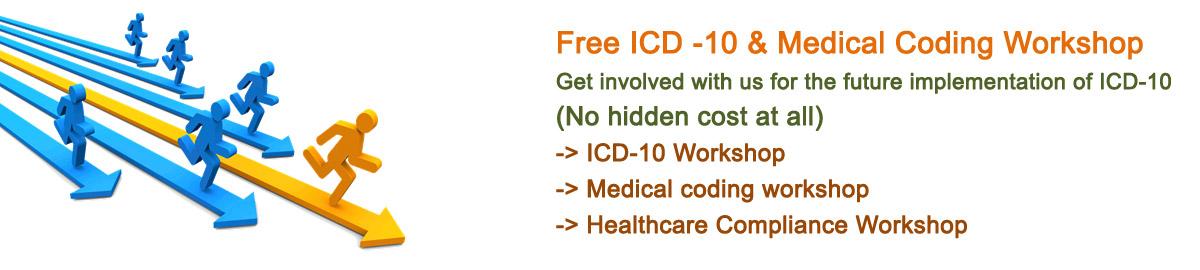 Free ICD -10 & Medical Coding Workshop
Get involved with us for the future implementation of ICD-10
(No hidden cost at all)
-> ICD-10 Workshop
-> Medical coding workshop
-> Healthcare Compliance Workshop